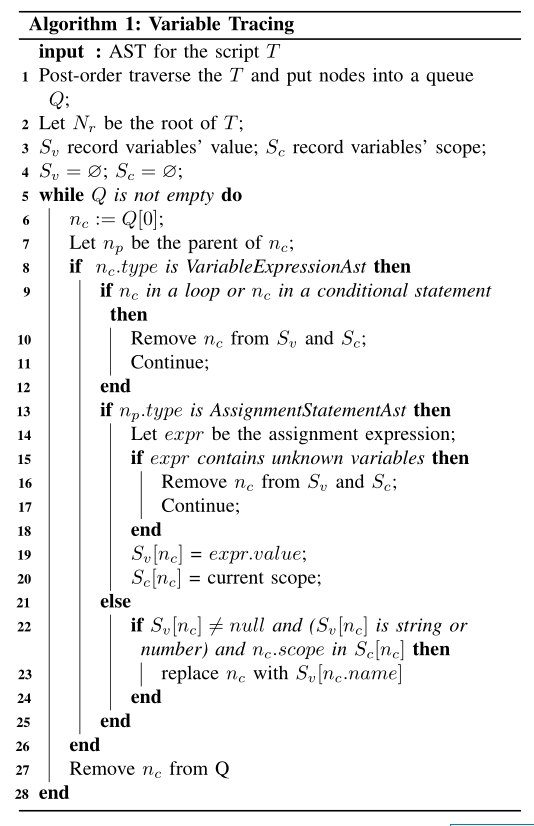 Algorithm 1: Variable Tracing
input : AST for the script T
1 Post-order traverse the T and put nodes into a queue
Q;
2 Let N_r be the root of T;
3 S_v record variables' value; S_c record variables' scope;
4 S_v = ∅; S_c = ∅;
5 while Q is not empty do
6 n_c := Q[0];
7 Let n_p be the parent of n_c;
8 if n_c.type is VariableExpressionAst then
9 if n_c in a loop or n_c in a conditional statement
then
10 Remove n_c from S_v and S_c;
11 Continue;
12 end
13 if n_p.type is AssignmentStatementAst then
14 Let expr be the assignment expression;
15 if expr contains unknown variables then
16 Remove n_c from S_v and S_c;
17 Continue;
18 end
19 S_v[n_c] = expr.value;
20 S_c[n_c] = current scope;
21 else
22 if S_v[n_c] ≠ null and (S_v[n_c] is string or
number) and n_c.scope in S_c[n_c] then
23 replace n_c with S_v[n_c.name]
24 end
25 end
26 end
27 Remove n_c from Q
28 end